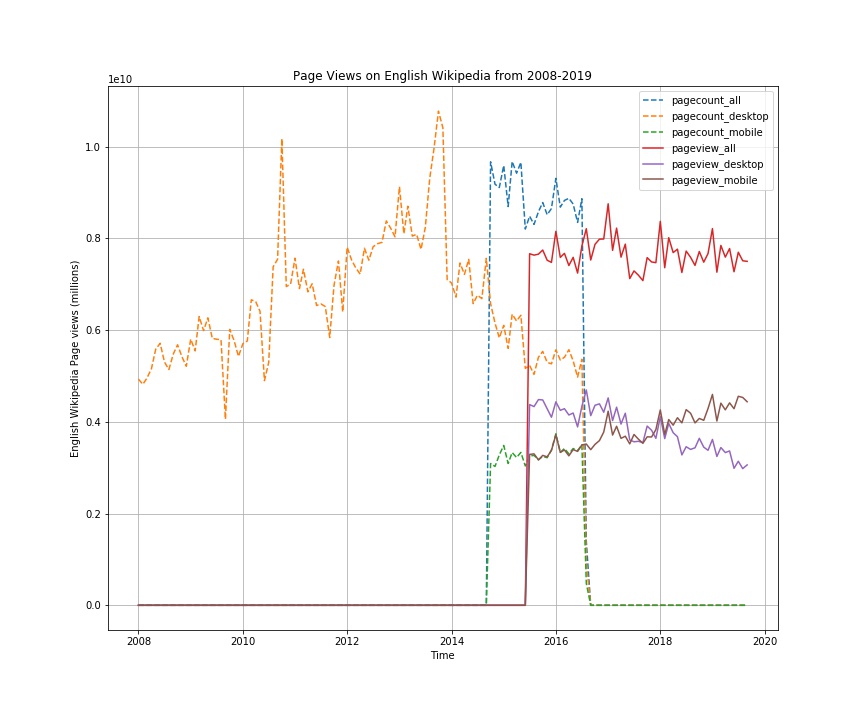 Page Views on English Wikipedia from 2008-2019
1e10
pagecount_all
pagecount_desktop
pagecount_mobile
pageview_all
pageview_desktop
pageview_mobile
English Wikipedia Page views (millions)
1.0
0.8
0.6
0.4
0.2
0.0
2008 2010 2012 2014 2016 2018 2020
Time